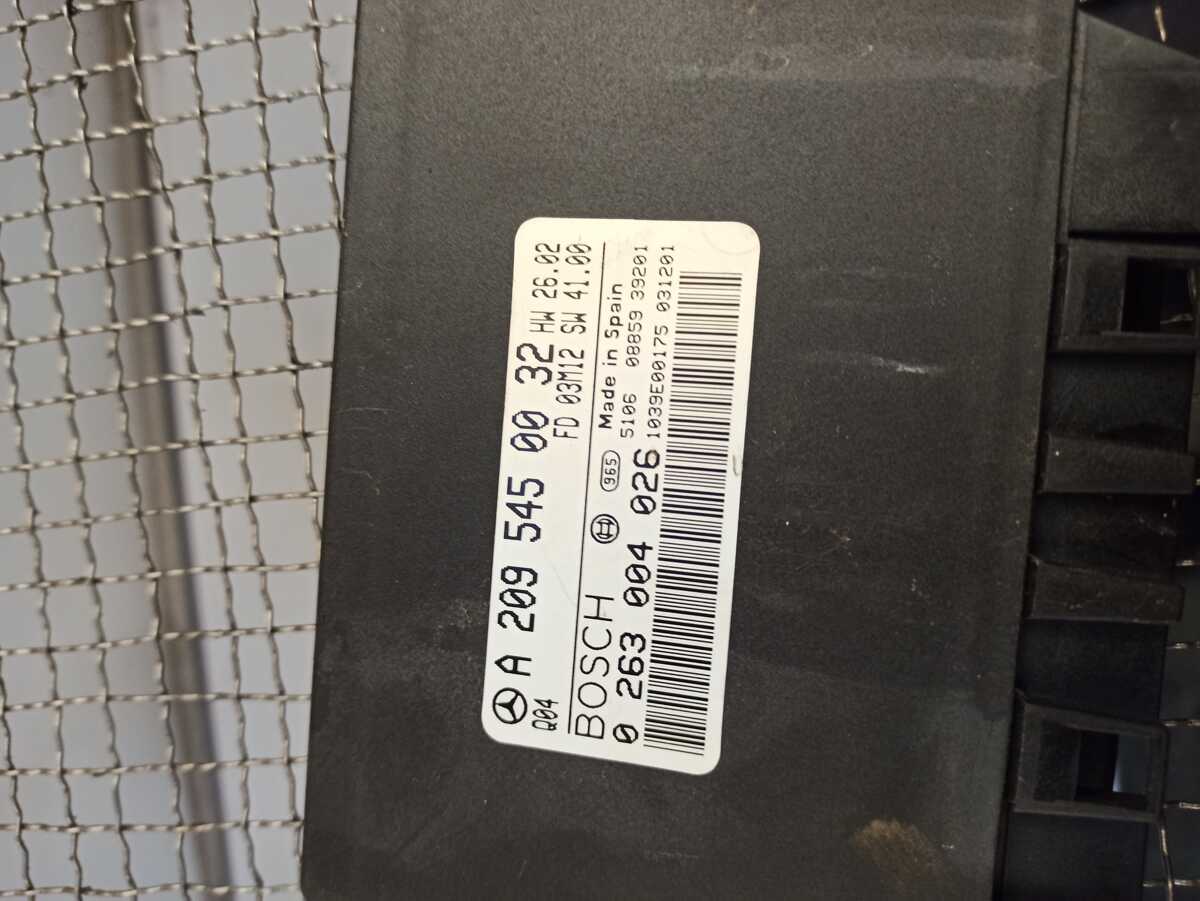 A 209 545 00 32 HW 26.02
Q04 FD 03M12 SW 41.00
BOSCH 965 Made in Spain
5106 08859 39201
0 263 004 026 1039E00175 031201